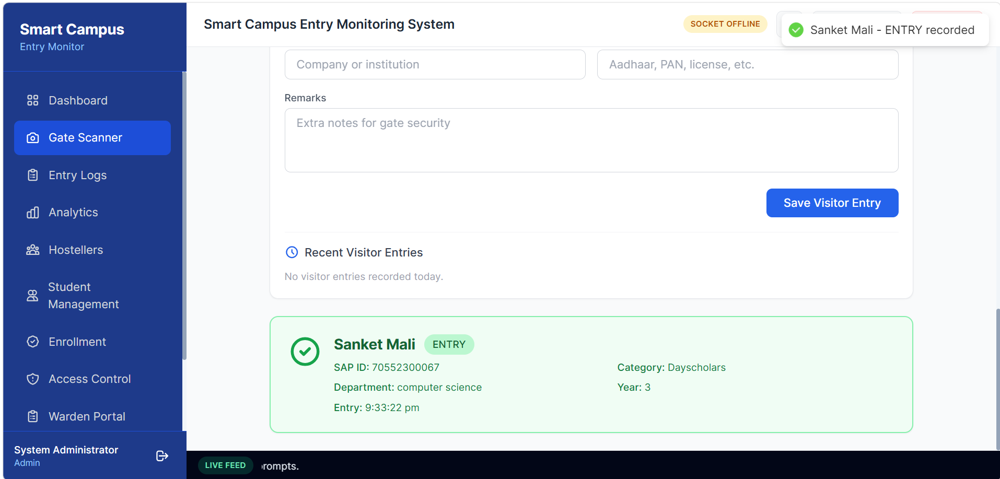 Smart Campus
Entry Monitor
Dashboard
Gate Scanner
Entry Logs
Analytics
Hostellers
Student
Management
Enrollment
Access Control
Warden Portal
System Administrator
Admin
Smart Campus Entry Monitoring System
SOCKET OFFLINE
Sanket Mali - ENTRY recorded
Company or institution
Aadhaar, PAN, license, etc.
Remarks
Extra notes for gate security
Save Visitor Entry
Recent Visitor Entries
No visitor entries recorded today.
Sanket Mali ENTRY
SAP ID: 70552300067
Category: Dayscholars
Department: computer science
Year: 3
Entry: 9:33:22 pm
LIVE FEED
rompts.